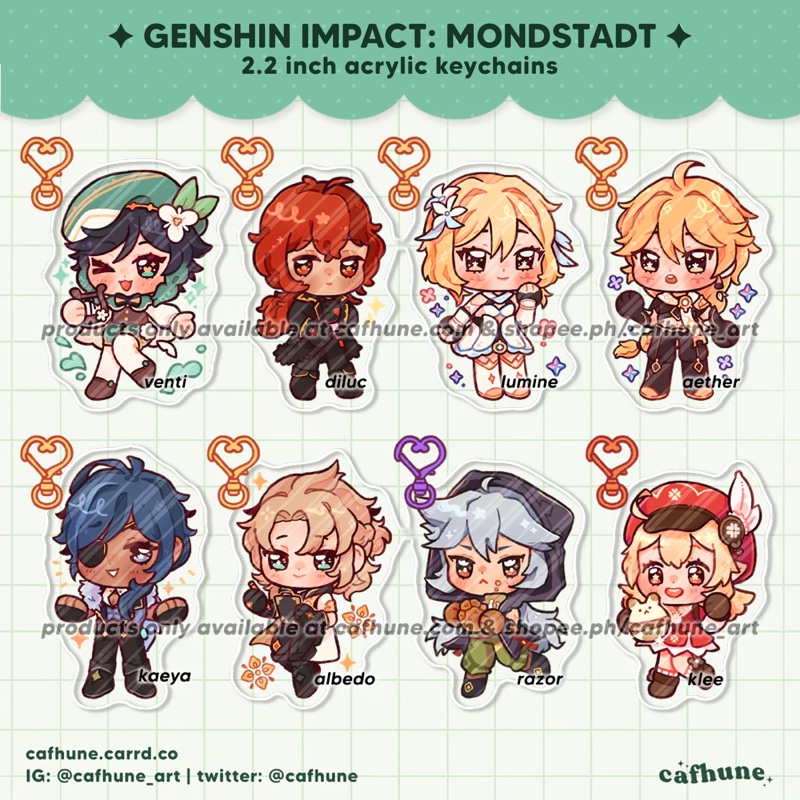 GENSHIN IMPACT: MONDSTADT
2.2 inch acrylic keychains
products only available at cafhune.com & shopee.ph/cafhune_art
venti
diluc
lumine
aether
products only available at cafhune.com & shopee.ph/cafhune_art
kaeya
albedo
razor
klee
cafhune.carrd.co
IG: @cafhune_art | twitter: @cafhune
cafhune